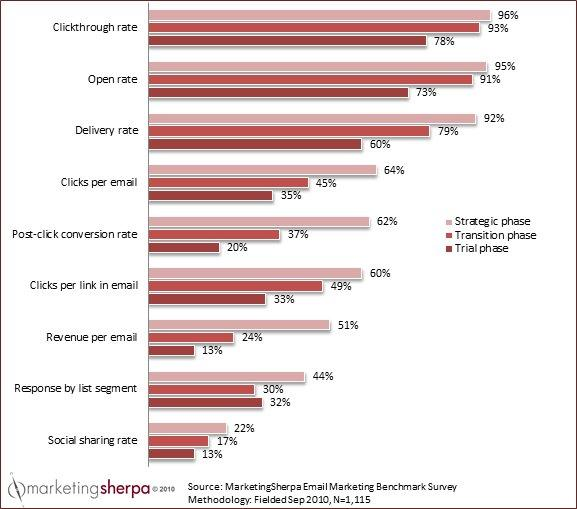 96%
Clickthrough rate
93%
78%
95%
Open rate
91%
73%
92%
Delivery rate
79%
60%
64%
Clicks per email
45%
35%
62%
Post-click conversion rate
37%
20%
Strategic phase
Transition phase
Trial phase
60%
Clicks per link in email
49%
33%
51%
Revenue per email
24%
13%
44%
Response by list segment
30%
32%
22%
Social sharing rate
17%
13%
marketingsherpa © 2010
Source: MarketingSherpa Email Marketing Benchmark Survey
Methodology: Fielded Sep 2010, N=1,115